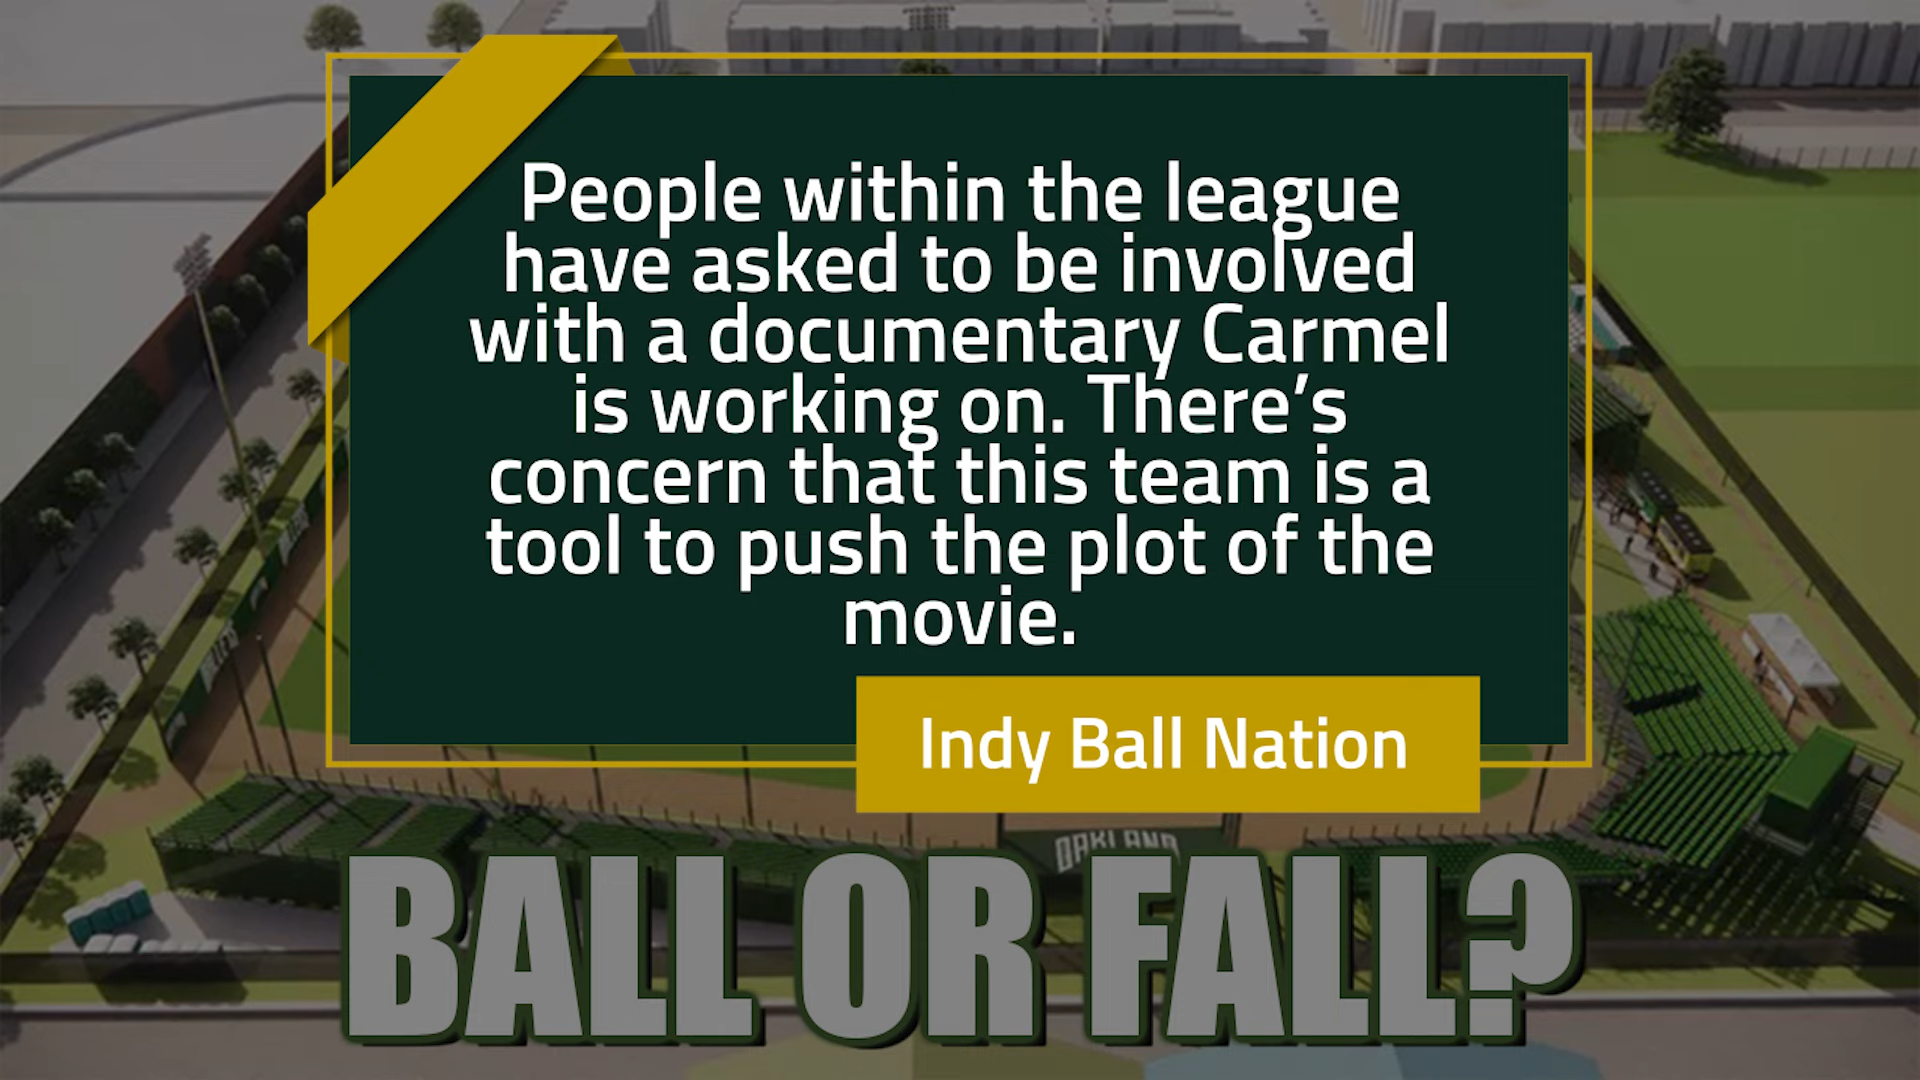 People within the league
have asked to be involved
with a documentary Carmel
is working on. There’s
concern that this team is a
tool to push the plot of the
movie.
Indy Ball Nation
OAKLAND
BALL OR FALL?